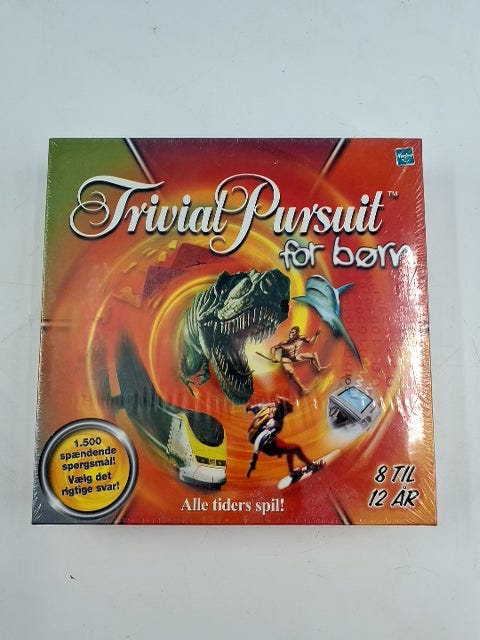 Hasbro
Trivial Pursuit™
for børn
1.500
spændende
spørgsmål!
Vælg det
rigtige svar!
Alle tiders spil!
8 TIL
12 ÅR